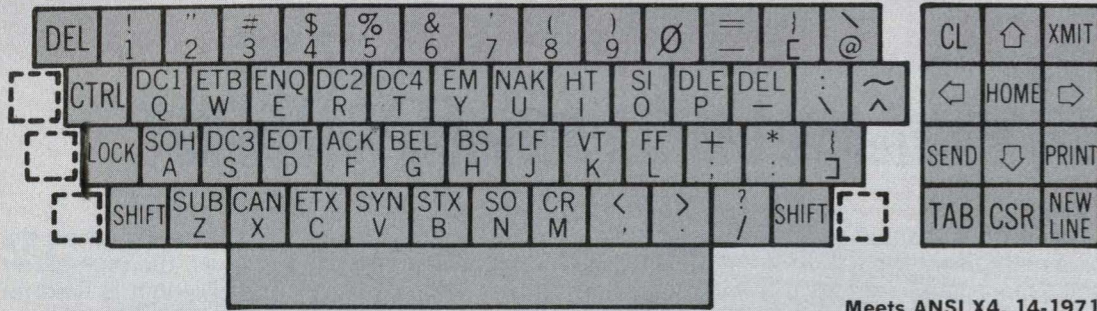 DEL ! 1 " 2 # 3 $ 4 % 5 & 6 ' 7 ( 8 ) 9 Ø = — { [ \ @ CL ⇧ XMIT
CTRL DC1 Q ETB W ENQ E DC2 R DC4 T EM Y NAK U HT I SI O DLE P DEL — : \ ~ ^ ⇦ HOME ⇨
LOCK SOH A DC3 S EOT D ACK F BEL G BS H LF J VT K FF L + ; * : } ] SEND ⇩ PRINT
SHIFT SUB Z CAN X ETX C SYN V STX B SO N CR M < , > . ? / SHIFT TAB CSR NEW LINE
Meets ANSI X4. 14-1971